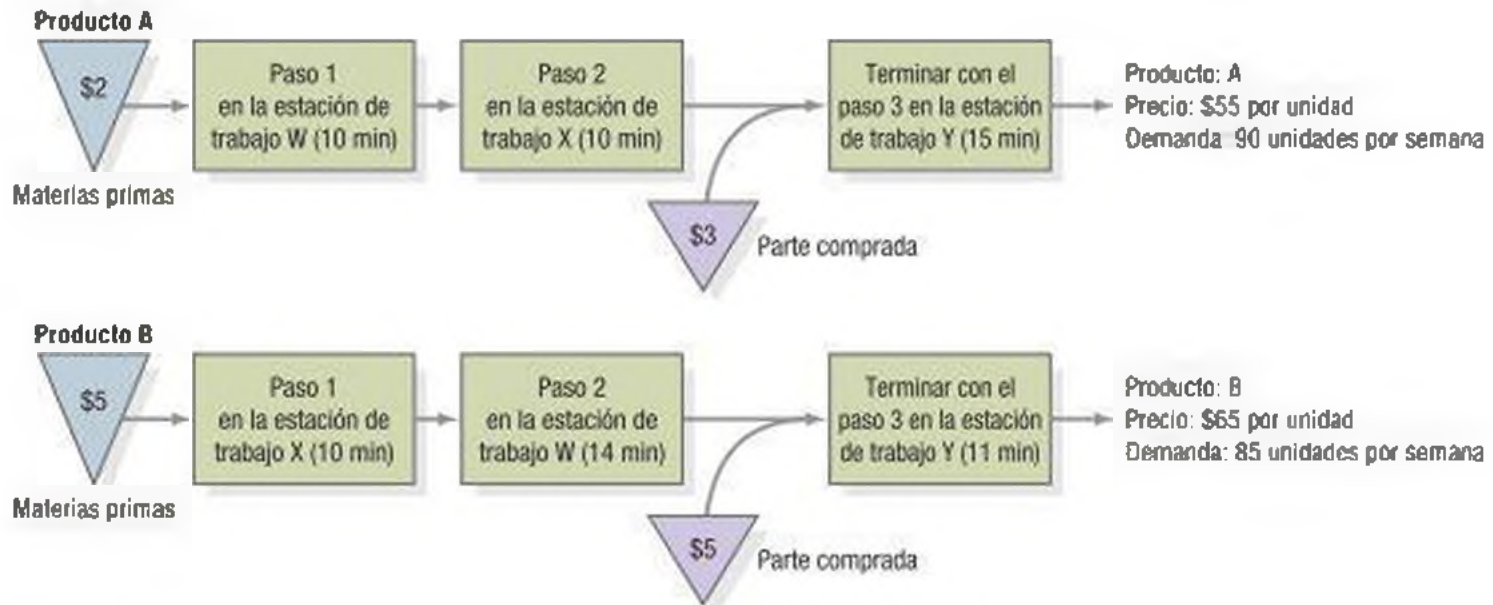 Producto A
$2
Materias primas
Paso 1
en la estación de
trabajo W (10 min)
Paso 2
en la estación de
trabajo X (10 min)
$3
Parte comprada
Terminar con el
paso 3 en la estación
de trabajo Y (15 min)
Producto: A
Precio: $55 por unidad
Demanda: 90 unidades por semana
Producto B
$5
Materias primas
Paso 1
en la estación de
trabajo X (10 min)
Paso 2
en la estación de
trabajo W (14 min)
$5
Parte comprada
Terminar con el
paso 3 en la estación
de trabajo Y (11 min)
Producto: B
Precio: $65 por unidad
Demanda: 85 unidades por semana